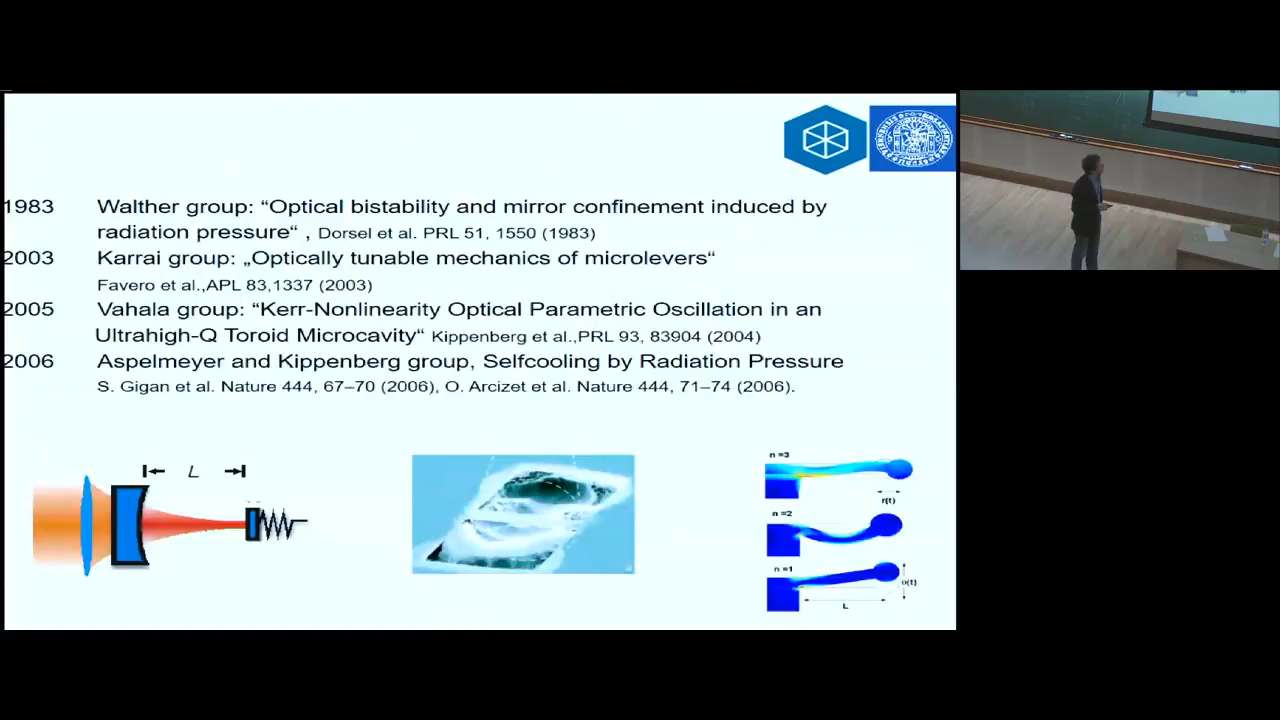 1983 Walther group: “Optical bistability and mirror confinement induced by
radiation pressure“ , Dorsel et al. PRL 51, 1550 (1983)
2003 Karrai group: „Optically tunable mechanics of microlevers“
Favero et al.,APL 83,1337 (2003)
2005 Vahala group: “Kerr-Nonlinearity Optical Parametric Oscillation in an
Ultrahigh-Q Toroid Microcavity“ Kippenberg et al.,PRL 93, 83904 (2004)
2006 Aspelmeyer and Kippenberg group, Selfcooling by Radiation Pressure
S. Gigan et al. Nature 444, 67–70 (2006), O. Arcizet et al. Nature 444, 71–74 (2006).
L
n =3
r(t)
n =2
n =1
L